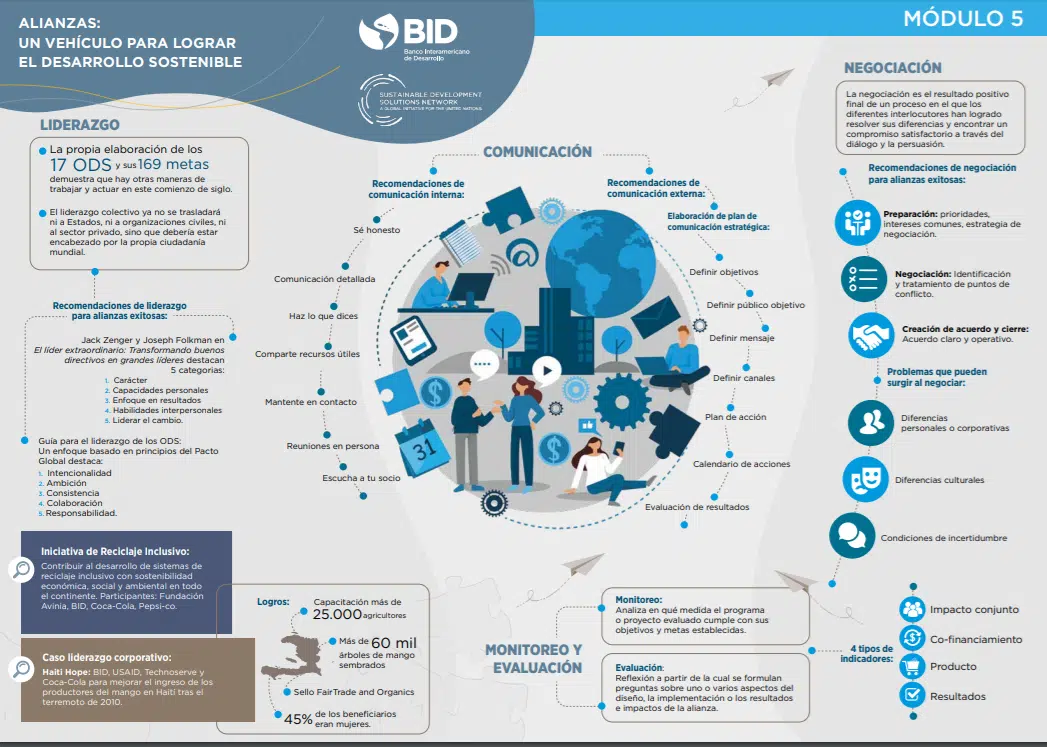 ALIANZAS:
UN VEHÍCULO PARA LOGRAR
EL DESARROLLO SOSTENIBLE
BID
Banco Interamericano
de Desarrollo
SUSTAINABLE DEVELOPMENT
SOLUTIONS NETWORK
A GLOBAL INITIATIVE FOR THE UNITED NATIONS
MÓDULO 5
LIDERAZGO
La propia elaboración de los
17 ODS y sus 169 metas
demuestra que hay otras maneras de
trabajar y actuar en este comienzo de siglo.
El liderazgo colectivo ya no se trasladará
ni a Estados, ni a organizaciones civiles, ni
al sector privado, sino que debería estar
encabezado por la propia ciudadanía
mundial.
Recomendaciones de liderazgo
para alianzas exitosas:
Jack Zenger y Joseph Folkman en
El líder extraordinario: Transformando buenos
directivos en grandes líderes destacan
5 categorias:
1. Carácter
2. Capacidades personales
3. Enfoque en resultados
4. Habilidades interpersonales
5. Liderar el cambio.
Guia para el liderazgo de los ODS:
Un enfoque basado en principios del Pacto
Global destaca:
1. Intencionalidad
2. Ambición
3. Consistencia
4. Colaboración
5. Responsabilidad.
Iniciativa de Reciclaje Inclusivo:
Contribuir al desarrollo de sistemas de
reciclaje inclusivo con sostenibilidad
económica, social y ambiental en todo
el continente. Participantes: Fundación
Avinia, BID, Coca-Cola, Pepsi-co.
Caso liderazgo corporativo:
Haiti Hope: BID, USAID, Technoserve y
Coca-Cola para mejorar el ingreso de los
productores del mango en Haití tras el
terremoto de 2010.
Logros:
Capacitación más de
25.000 agricultores
Más de 60 mil
árboles de mango
sembrados
Sello FairTrade and Organics
45% de los beneficiarios
eran mujeres.
COMUNICACIÓN
Recomendaciones de
comunicación interna:
Sé honesto
Comunicación detallada
Haz lo que dices
Comparte recursos útiles
Mantente en contacto
Reuniones en persona
Escucha a tu socio
Recomendaciones de
comunicación externa:
Elaboración de plan de
comunicación estratégica:
Definir objetivos
Definir público objetivo
Definir mensaje
Definir canales
Plan de acción
Calendario de acciones
Evaluación de resultados
@
31
MONITOREO Y
EVALUACIÓN
Monitoreo:
Analiza en qué medida el programa
o proyecto evaluado cumple con sus
objetivos y metas establecidas.
Evaluación:
Reflexión a partir de la cual se formulan
preguntas sobre uno o varios aspectos del
diseño, la implementación o los resultados
e impactos de la alianza.
4 tipos de
indicadores:
Impacto conjunto
Co-financiamiento
Producto
Resultados
NEGOCIACIÓN
La negociación es el resultado positivo
final de un proceso en el que los
diferentes interlocutores han logrado
resolver sus diferencias y encontrar un
compromiso satisfactorio a través del
diálogo y la persuasión.
Recomendaciones de negociación
para alianzas exitosas:
Preparación: prioridades,
intereses comunes, estrategia de
negociación.
Negociación: Identificación
y tratamiento de puntos de
conflicto.
Creación de acuerdo y cierre:
Acuerdo claro y operativo.
Problemas que pueden
surgir al negociar:
Diferencias
personales o corporativas
Diferencias culturales
Condiciones de incertidumbre